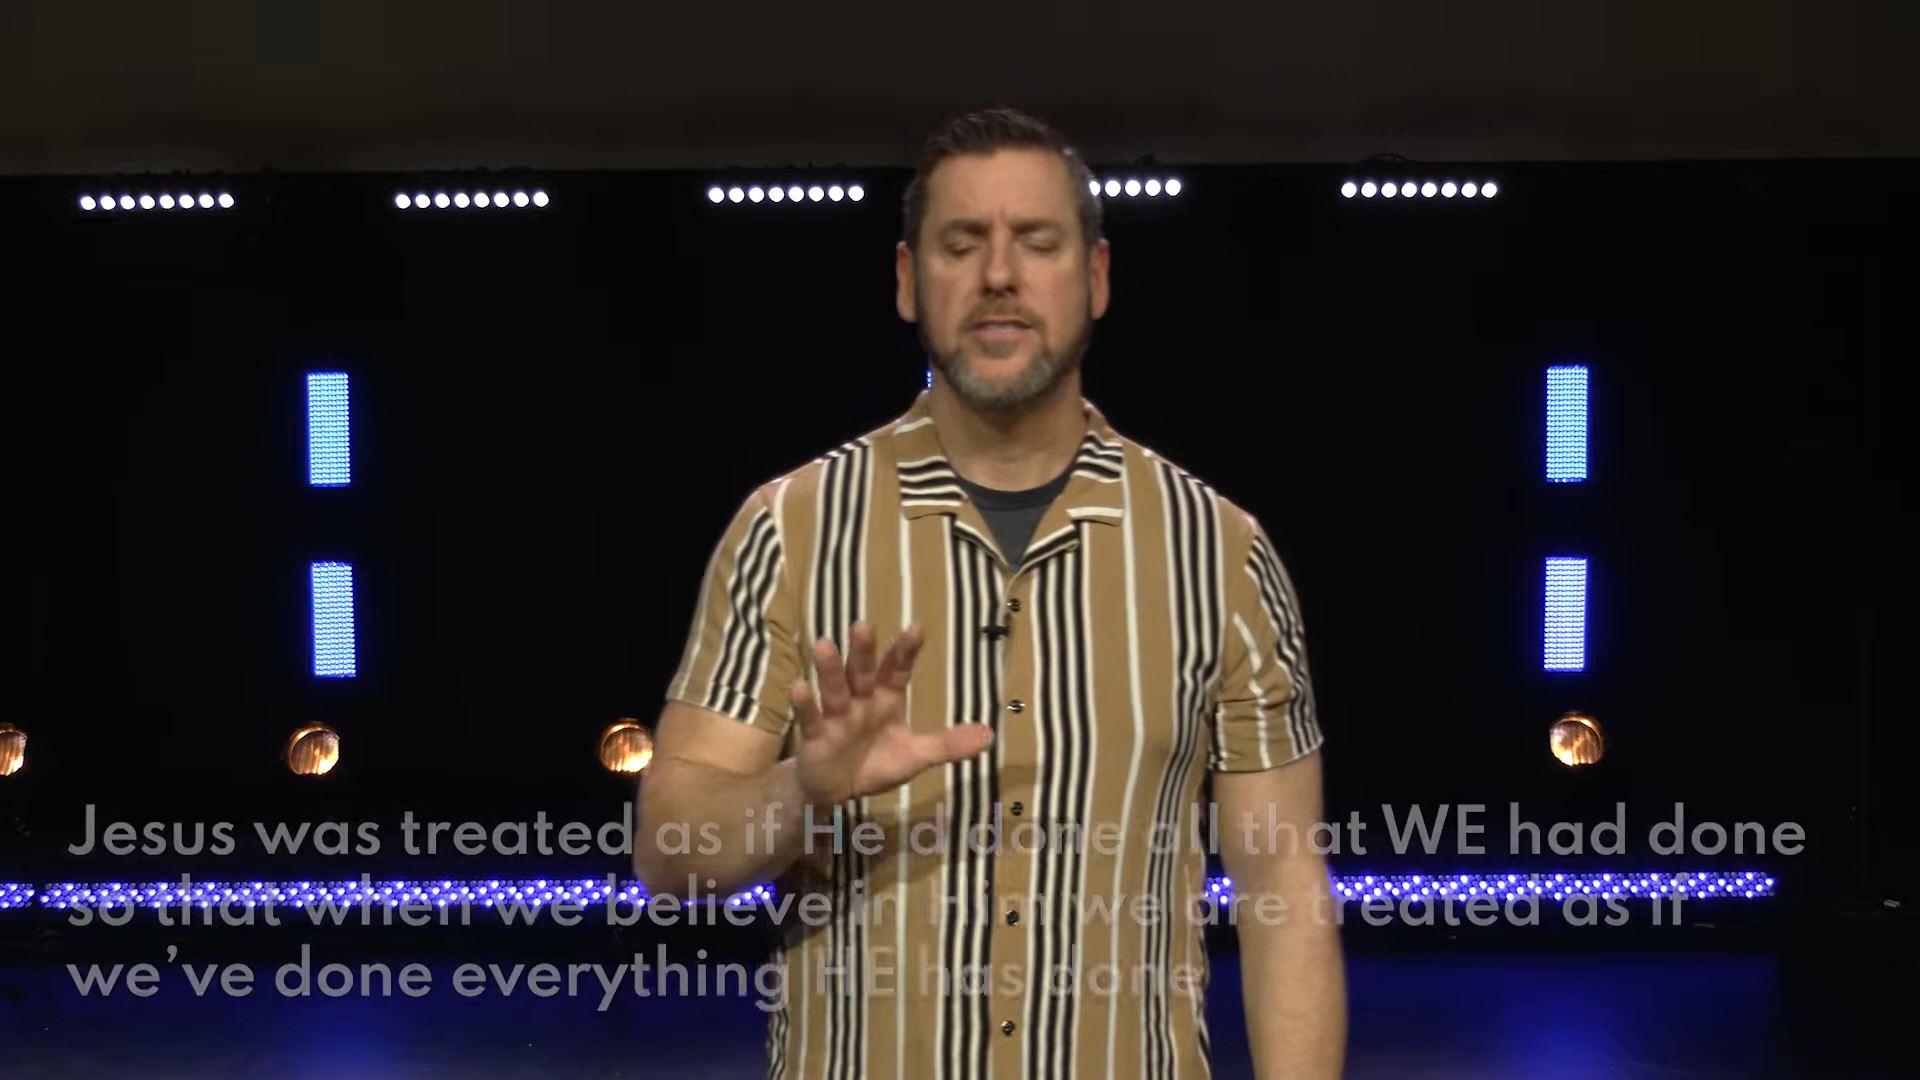 Jesus was treated as if He'd done all that WE had done
so that when we believe in Him we are treated as if
we've done everything HE has done